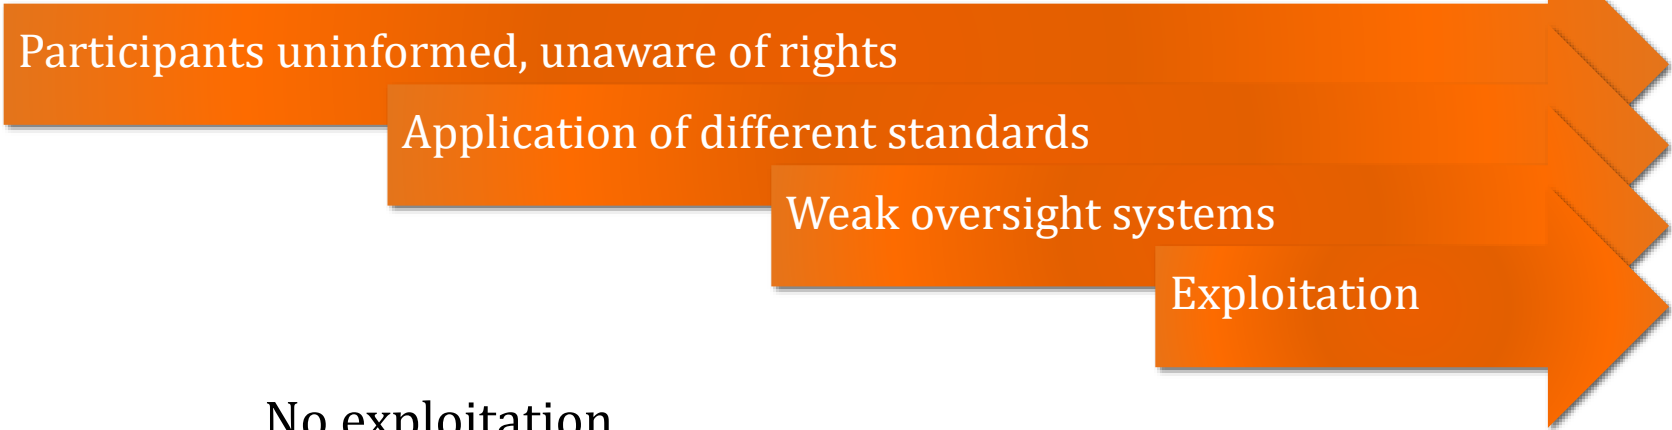 Participants uninformed, unaware of rights
Application of different standards
Weak oversight systems
Exploitation
No exploitation